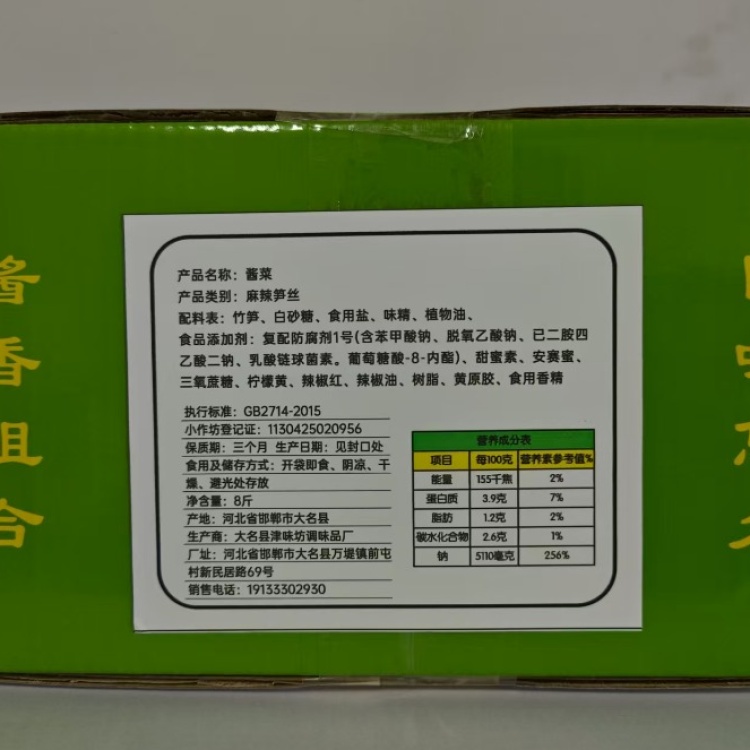 酱香组合
产品名称：酱菜
产品类别：麻辣笋丝
配料表：竹笋、白砂糖、食用盐、味精、植物油、
食品添加剂：复配防腐剂1号(含苯甲酸钠、脱氧乙酸钠、已二胺四
乙酸二钠、乳酸链球菌素。葡萄糖酸-8-内酯)、甜蜜素、安赛蜜、
三氧蔗糖、柠檬黄、辣椒红、辣椒油、树脂、黄原胶、食用香精
执行标准：GB2714-2015
小作坊登记证：1130425020956
保质期：三个月 生产日期：见封口处
食用及储存方式：开袋即食、阴凉、干
燥、避光处存放
净含量：8斤
产地：河北省邯郸市大名县
生产商：大名县津味坊调味品厂
厂址：河北省邯郸市大名县万堤镇前屯
村新民居路69号
销售电话：19133302930
营养成分表
项目 每100克 营养素参考值%
能量 155千焦 2%
蛋白质 3.9克 7%
脂肪 1.2克 2%
碳水化合物 2.6克 1%
钠 5110毫克 256%